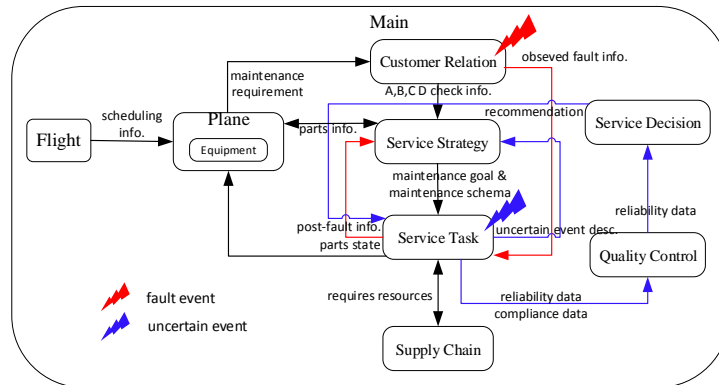 Main
Customer Relation
obseved fault info.
maintenance
requirement
A,B,C D check info.
scheduling
info.
Plane
recommendation
Flight
Equipment
parts info.
Service Strategy
Service Decision
maintenance goal &
maintenance schema
post-fault info.
parts state
Service Task
uncertain event desc.
reliability data
Quality Control
fault event
requires resources
reliability data
compliance data
uncertain event
Supply Chain